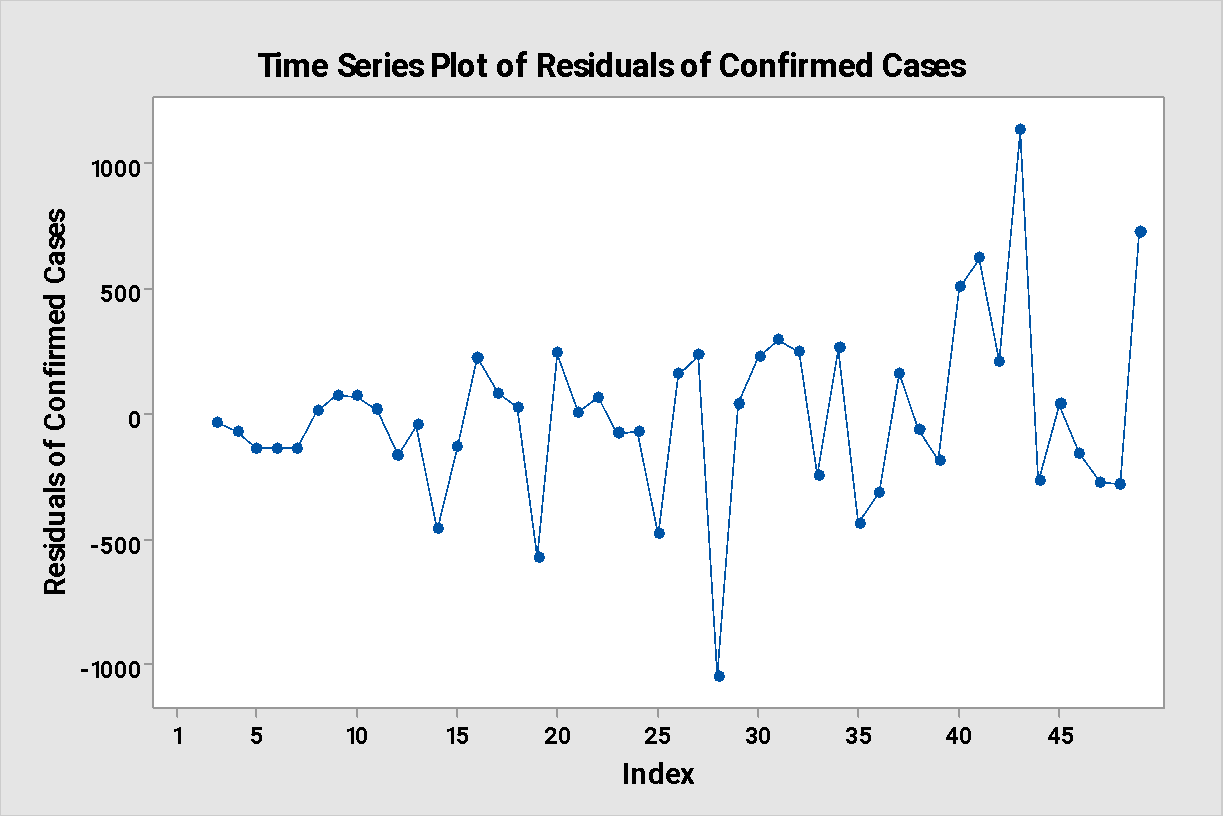 Time Series Plot of Residuals of Confirmed Cases
Residuals of Confirmed Cases
1000
500
0
-500
-1000
1 5 10 15 20 25 30 35 40 45
Index